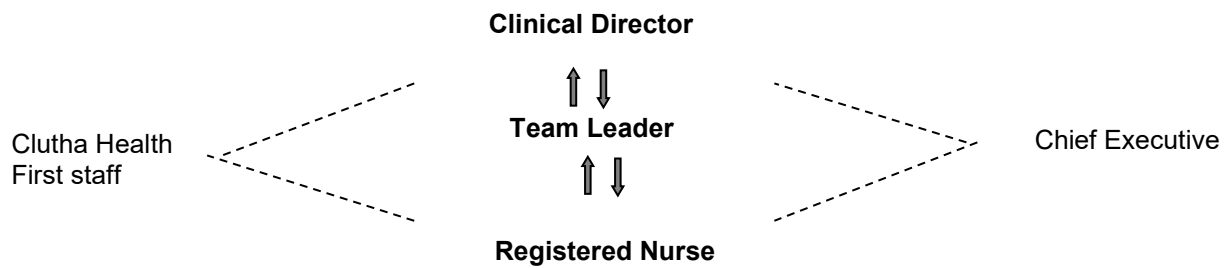 Clinical Director
Team Leader
Clutha Health
First staff
Chief Executive
Registered Nurse